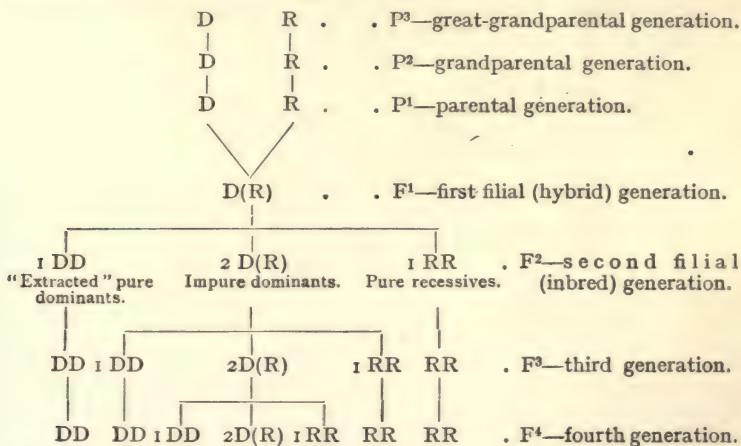 D R . . P³—great-grandparental generation.
D R . . P²—grandparental generation.
D R . . P¹—parental generation.
D(R) . . F¹—first filial (hybrid) generation.
1 DD 2 D(R) 1 RR . F²—second filial
"Extracted" pure Impure dominants. Pure recessives. (inbred) generation.
dominants.
DD 1 DD 2D(R) 1 RR RR . F³—third generation.
DD DD 1 DD 2D(R) 1 RR RR RR . F⁴—fourth generation.